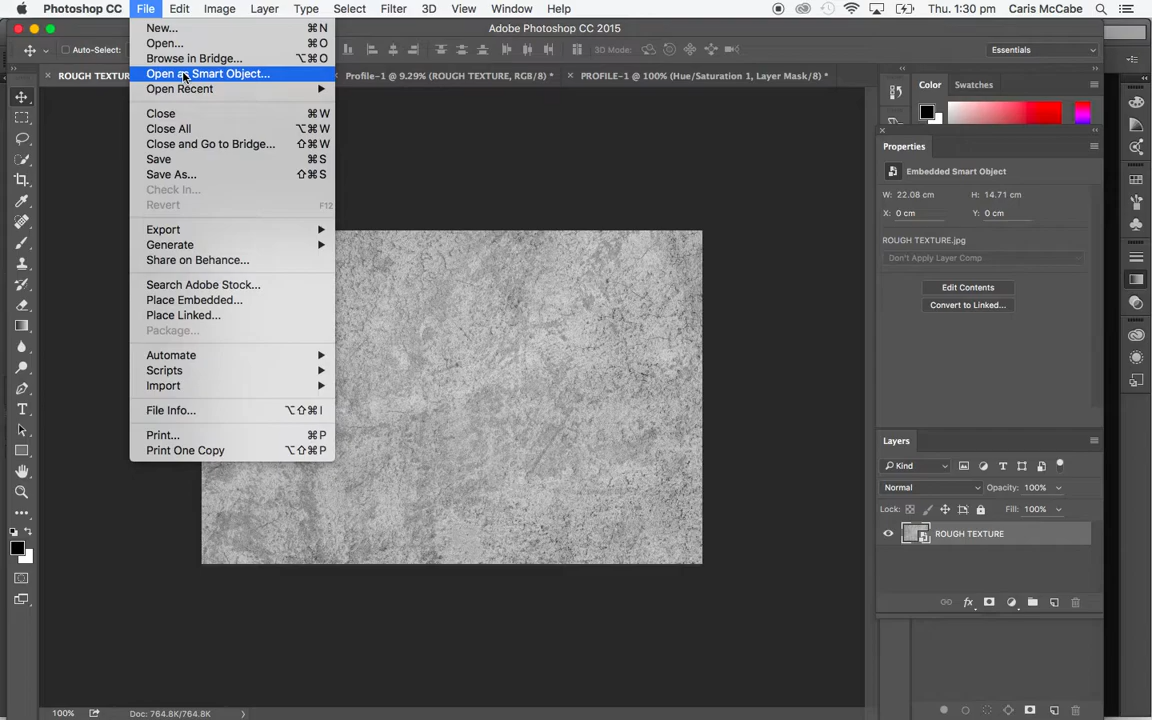 Photoshop CC File Edit Image Layer Type Select Filter 3D View Window Help Thu. 1:30 pm Caris McCabe
Adobe Photoshop CC 2015
Auto-Select: 3D Mode: Essentials
ROUGH TEXTUR Profile-1 @ 9.29% (ROUGH TEXTURE, RGB/8) * PROFILE-1 @ 100% (Hue/Saturation 1, Layer Mask/8) *
New... ⌘N
Open... ⌘O
Browse in Bridge... ⌥⌘O
Open as Smart Object...
Open Recent
Close ⌘W
Close All ⌥⌘W
Close and Go to Bridge... ⇧⌘W
Save ⌘S
Save As... ⇧⌘S
Check In...
Revert F12
Export
Generate
Share on Behance...
Search Adobe Stock...
Place Embedded...
Place Linked...
Package...
Automate
Scripts
Import
File Info... ⌥⇧⌘I
Print... ⌘P
Print One Copy ⌥⇧⌘P
Color Swatches
Properties
Embedded Smart Object
W: 22.08 cm H: 14.71 cm
X: 0 cm Y: 0 cm
ROUGH TEXTURE.jpg
Don't Apply Layer Comp
Edit Contents
Convert to Linked...
Layers
Kind
Normal Opacity: 100%
Lock: Fill: 100%
ROUGH TEXTURE
fx
100% Doc: 764.8K/764.8K